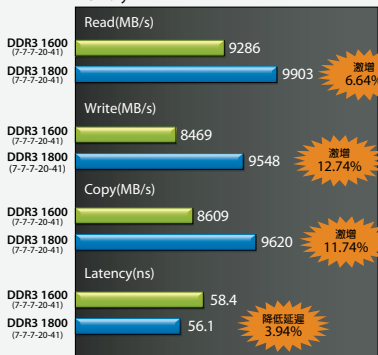 Read(MB/s)
DDR3 1600
(7-7-7-20-41)
9286
DDR3 1800
(7-7-7-20-41)
9903
激增
6.64%
Write(MB/s)
DDR3 1600
(7-7-7-20-41)
8469
DDR3 1800
(7-7-7-20-41)
9548
激增
12.74%
Copy(MB/s)
DDR3 1600
(7-7-7-20-41)
8609
DDR3 1800
(7-7-7-20-41)
9620
激增
11.74%
Latency(ns)
DDR3 1600
(7-7-7-20-41)
58.4
DDR3 1800
(7-7-7-20-41)
56.1
降低延遲
3.94%